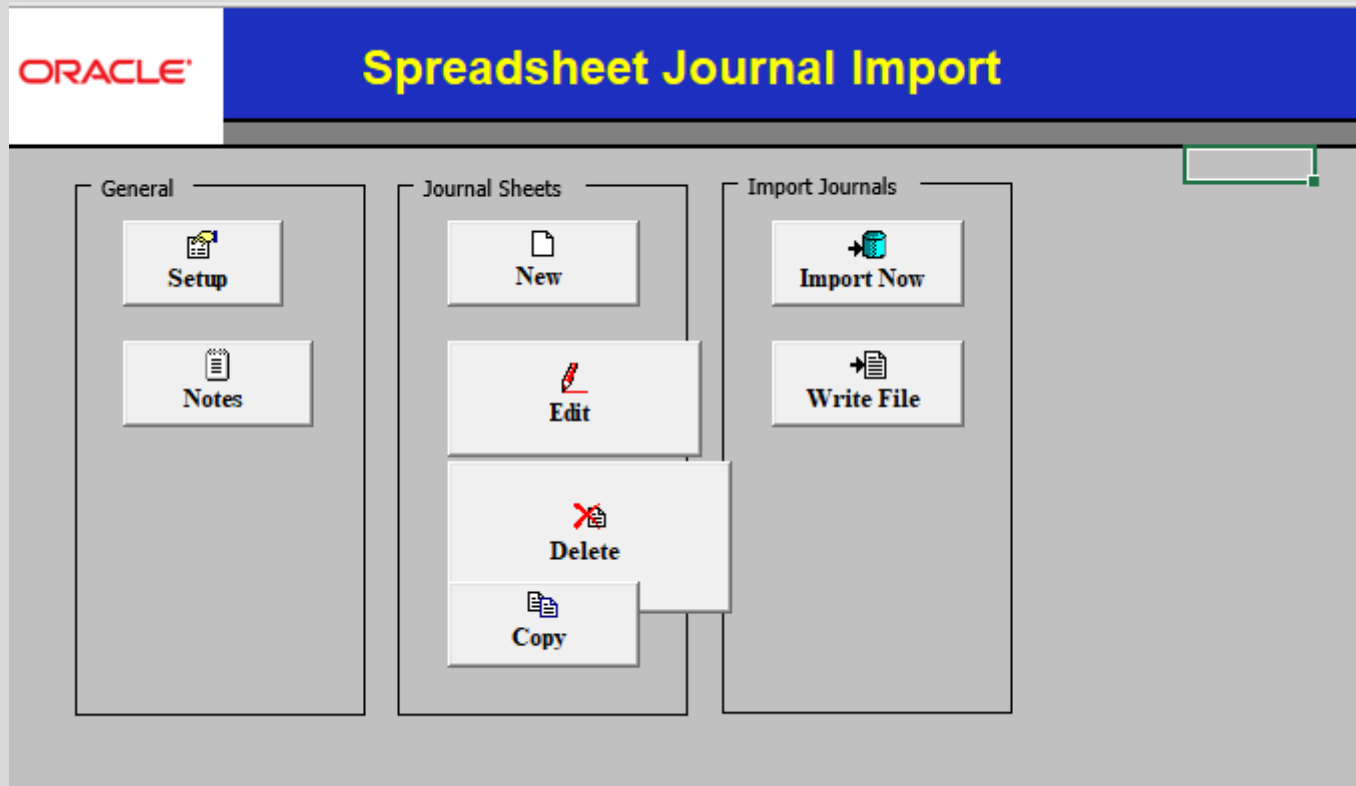 ORACLE'
Spreadsheet Journal Import
General
Setup
Notes
Journal Sheets
New
Edit
Delete
Copy
Import Journals
Import Now
Write File